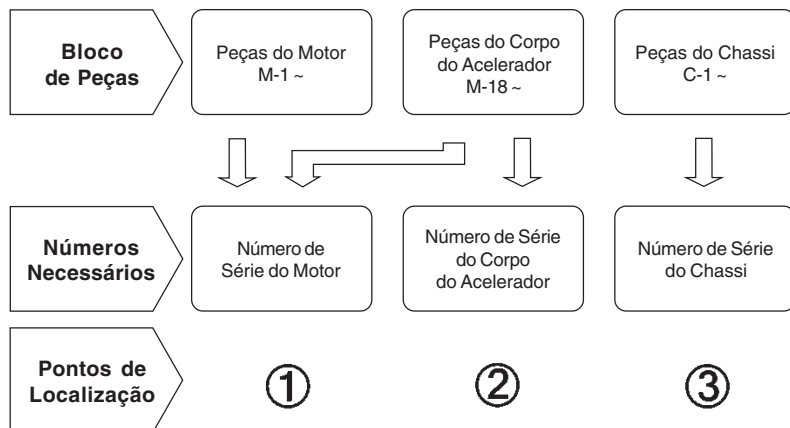 Bloco
de Peças
Peças do Motor
M-1 ~
Peças do Corpo
do Acelerador
M-18 ~
Peças do Chassi
C-1 ~
Números
Necessários
Número de
Série do Motor
Número de Série
do Corpo
do Acelerador
Número de Série
do Chassi
Pontos de
Localização
①
②
③